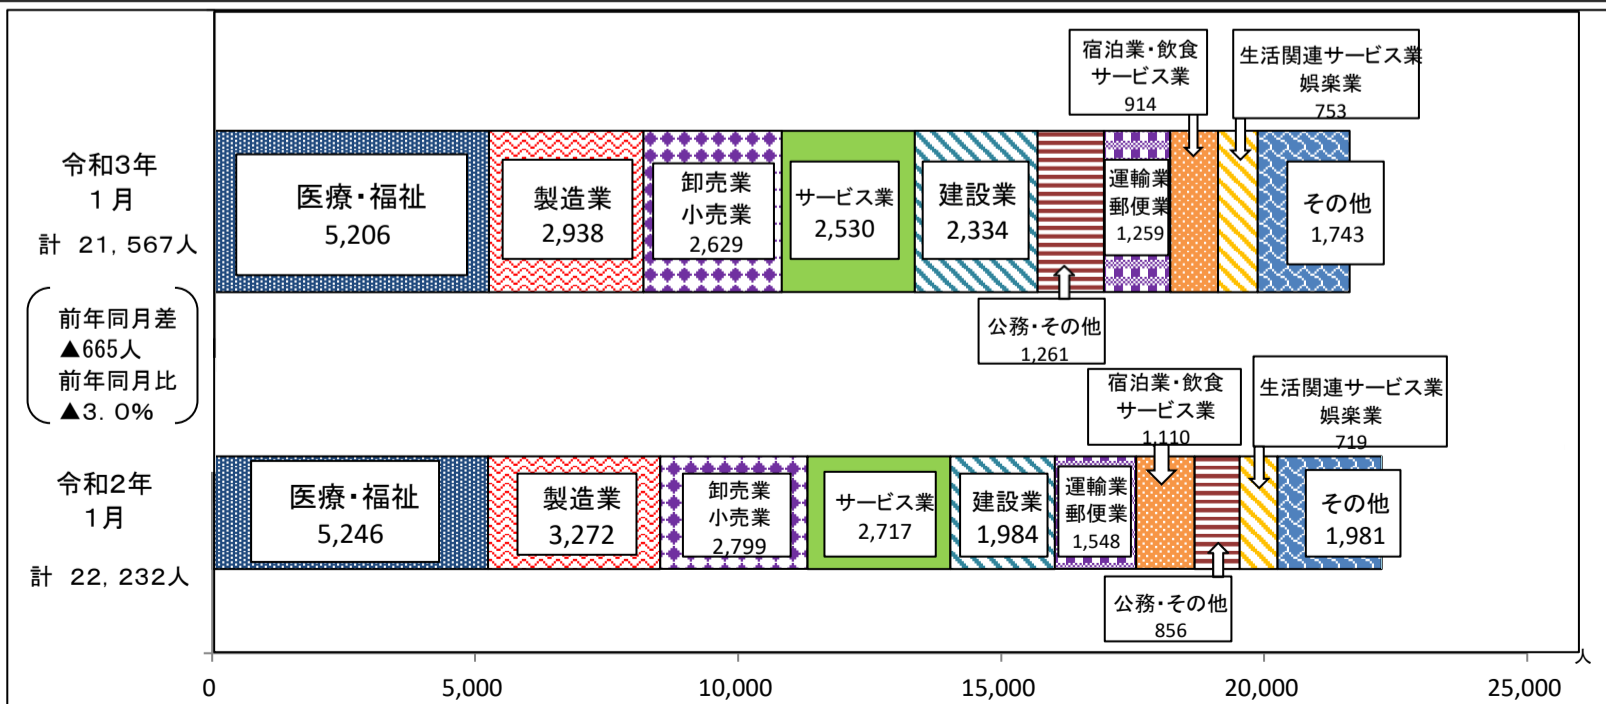 宿泊業・飲食
サービス業
914
生活関連サービス業
娯楽業
753
令和3年
1月
計 21,567人
医療・福祉
5,206
製造業
2,938
卸売業
小売業
2,629
サービス業
2,530
建設業
2,334
運輸業
郵便業
1,259
その他
1,743
公務・その他
1,261
前年同月差
▲665人
前年同月比
▲3.0%
宿泊業・飲食
サービス業
1,110
生活関連サービス業
娯楽業
719
令和2年
1月
計 22,232人
医療・福祉
5,246
製造業
3,272
卸売業
小売業
2,799
サービス業
2,717
建設業
1,984
運輸業
郵便業
1,548
その他
1,981
公務・その他
856
人
0 5,000 10,000 15,000 20,000 25,000